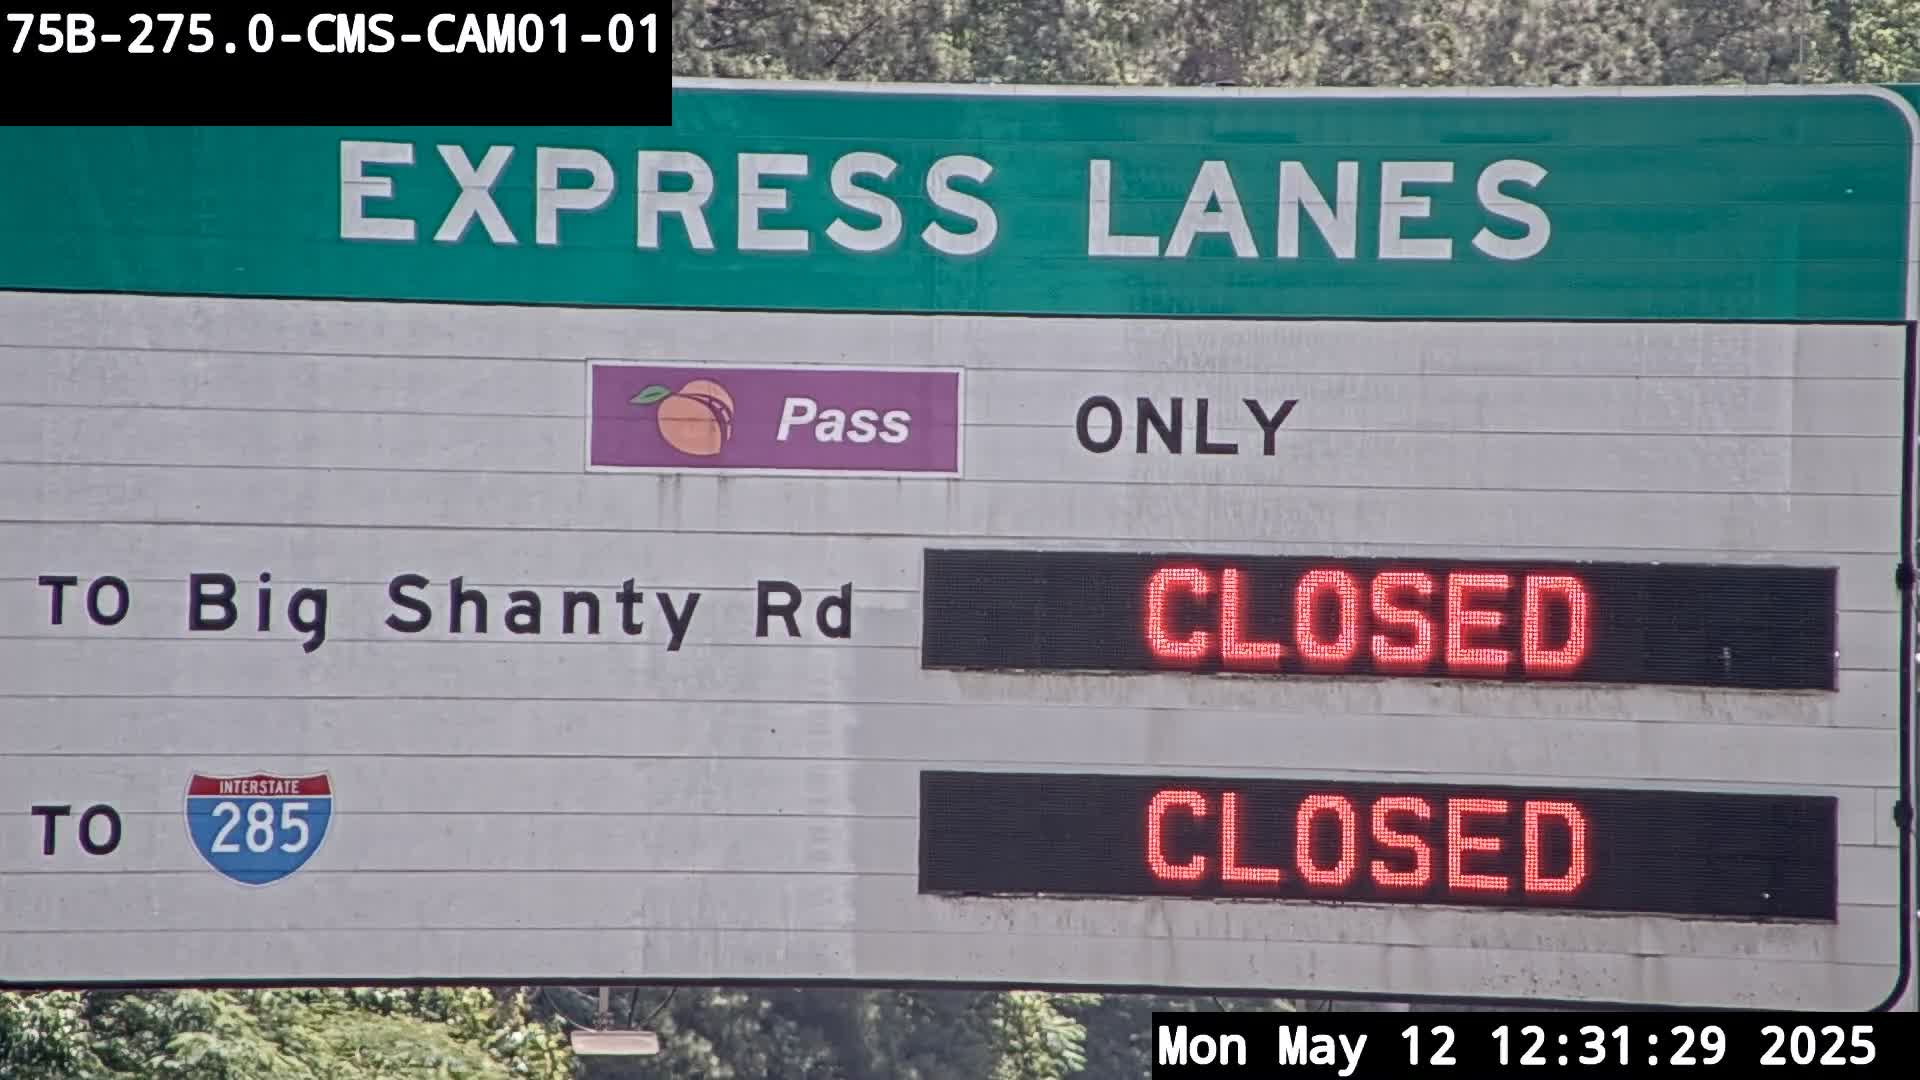 75B-275.0-CMS-CAM01-01
EXPRESS LANES
Pass ONLY
TO Big Shanty Rd CLOSED
TO INTERSTATE 285 CLOSED
Mon May 12 12:31:29 2025